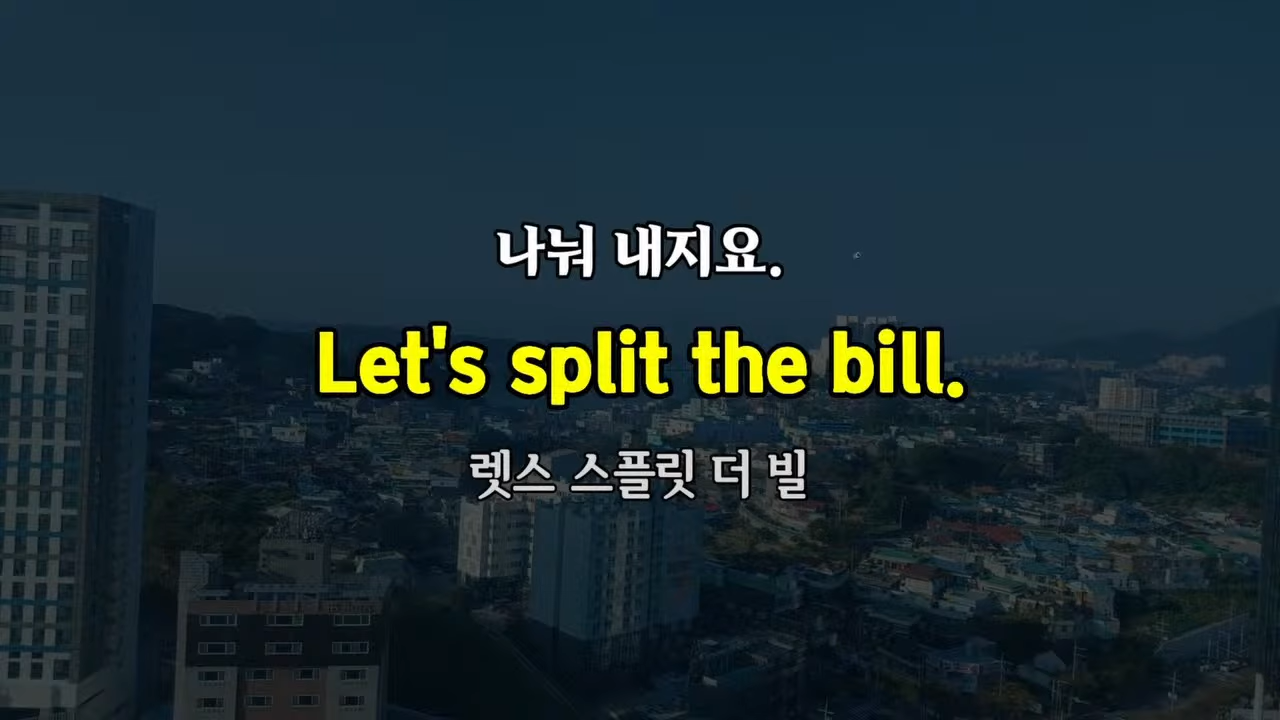 나눠 내지요.
Let's split the bill.
렛스 스플릿 더 빌